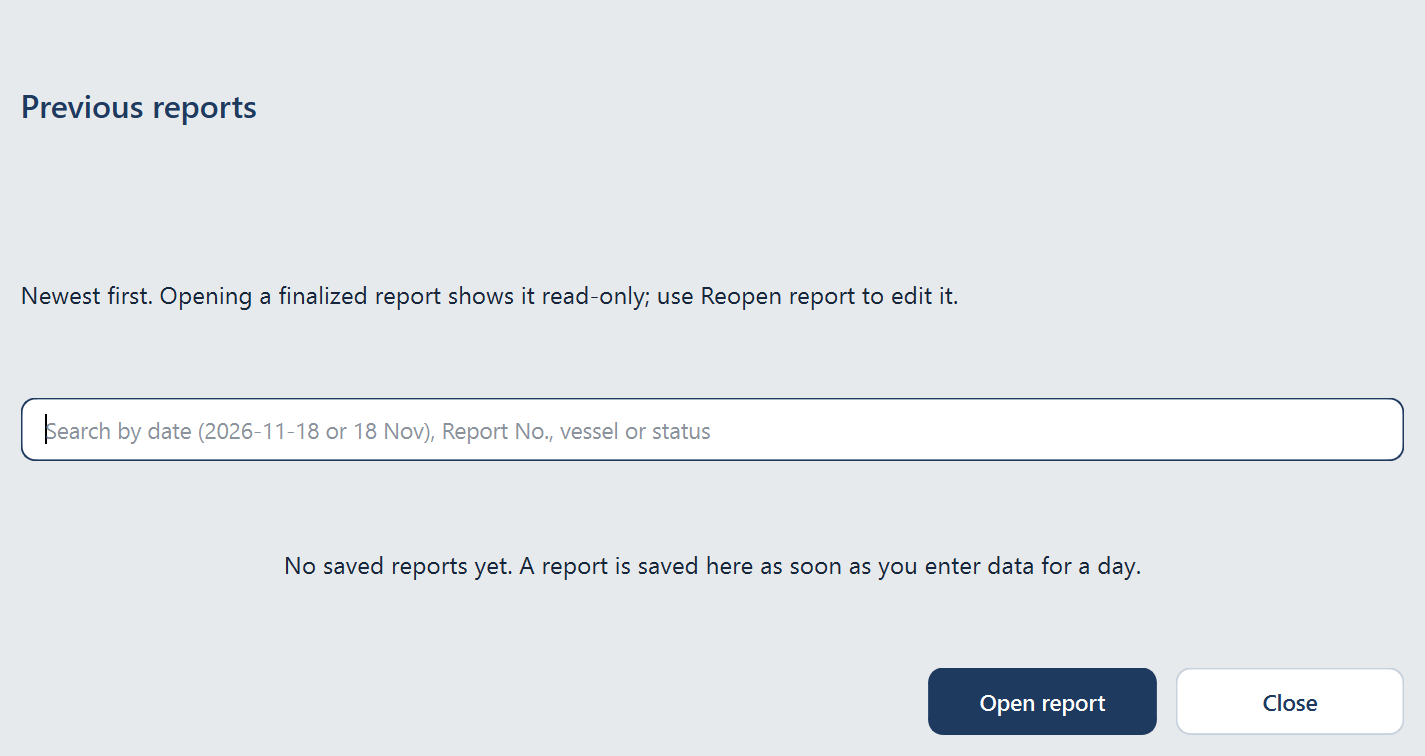 Previous reports
Newest first. Opening a finalized report shows it read-only; use Reopen report to edit it.
Search by date (2026-11-18 or 18 Nov), Report No., vessel or status
No saved reports yet. A report is saved here as soon as you enter data for a day.
Open report
Close